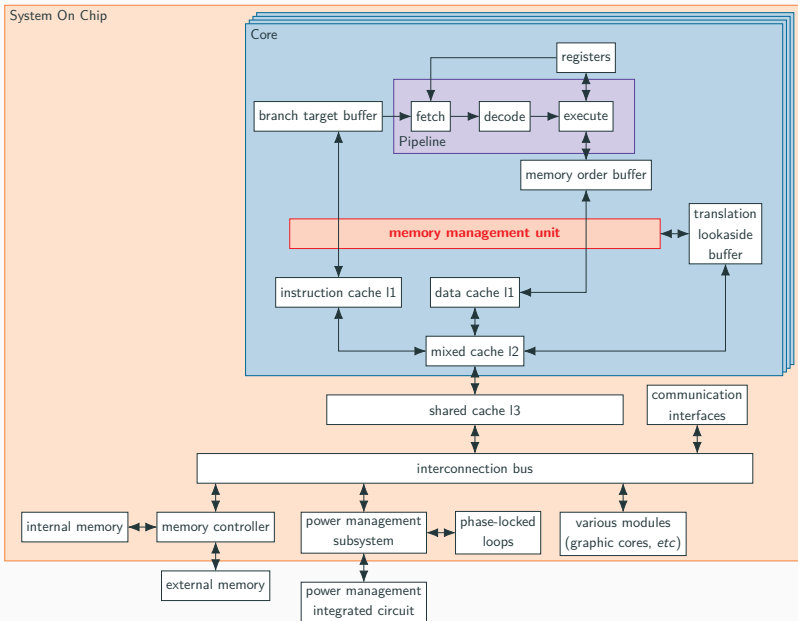 System On Chip
Core
registers
branch target buffer
fetch
decode
execute
Pipeline
memory order buffer
memory management unit
translation
lookaside
buffer
instruction cache l1
data cache l1
mixed cache l2
shared cache l3
communication
interfaces
interconnection bus
internal memory
memory controller
power management
subsystem
phase-locked
loops
various modules
(graphic cores, etc)
external memory
power management
integrated circuit